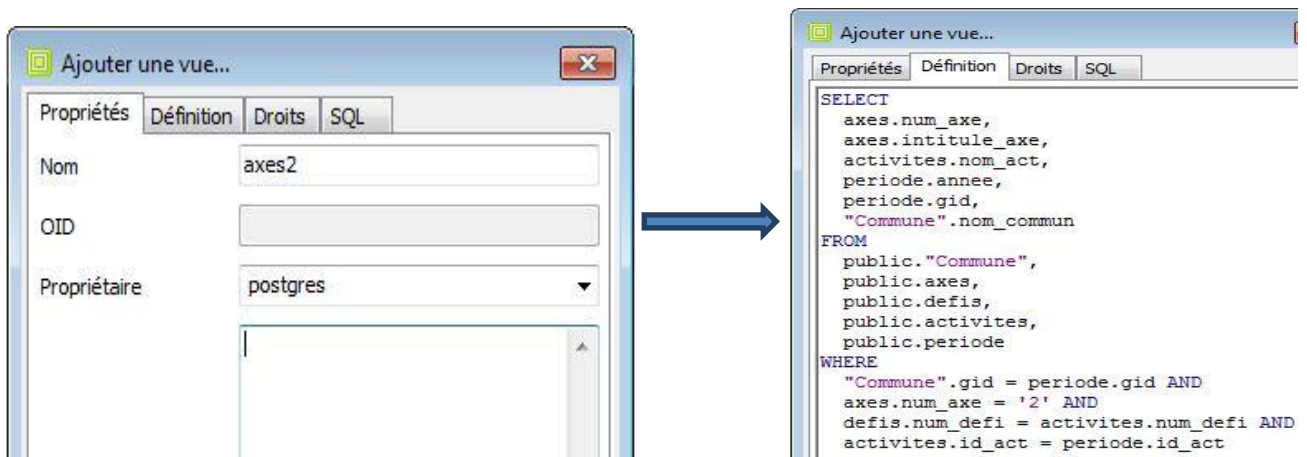 Ajouter une vue...
Propriétés Définition Droits SQL
Nom axes2
OID
Propriétaire postgres
Ajouter une vue...
Propriétés Définition Droits SQL
SELECT
axes.num_axe,
axes.intitule_axe,
activites.nom_act,
periode.annee,
periode.gid,
"Commune".nom_commun
FROM
public."Commune",
public.axes,
public.defis,
public.activites,
public.periode
WHERE
"Commune".gid = periode.gid AND
axes.num_axe = '2' AND
defis.num_defi = activites.num_defi AND
activites.id_act = periode.id_act